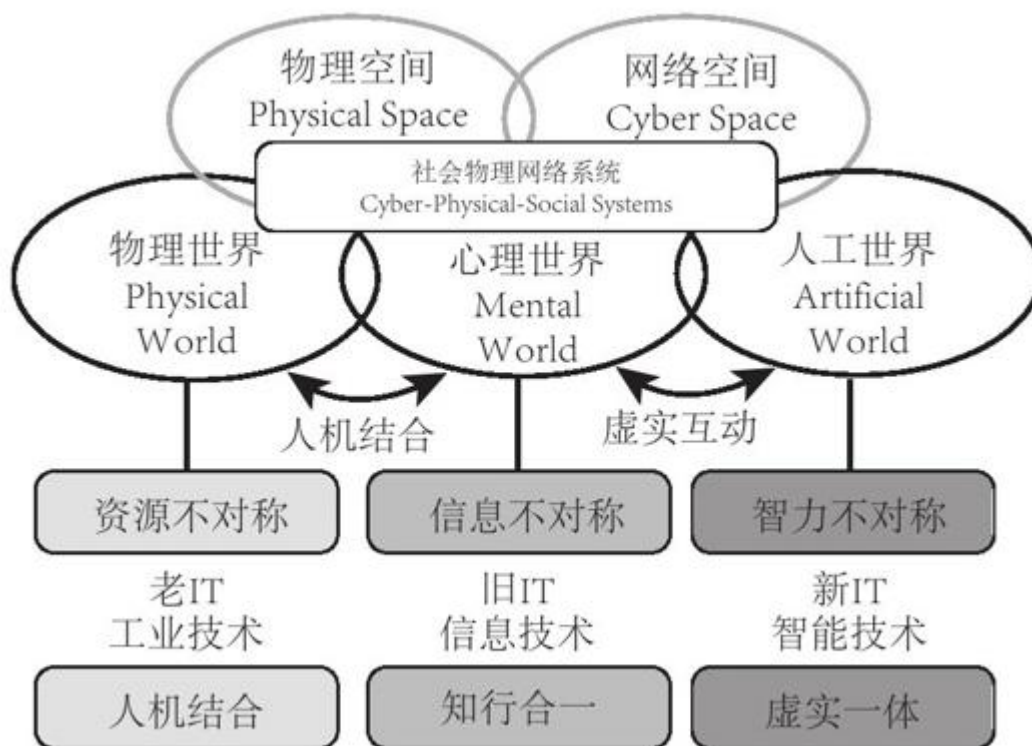 物理空间
Physical Space
网络空间
Cyber Space
社会物理网络系统
Cyber-Physical-Social Systems
物理世界
Physical
World
心理世界
Mental
World
人工世界
Artificial
World
人机结合
虚实互动
资源不对称
信息不对称
智力不对称
老IT
工业技术
旧IT
信息技术
新IT
智能技术
人机结合
知行合一
虚实一体